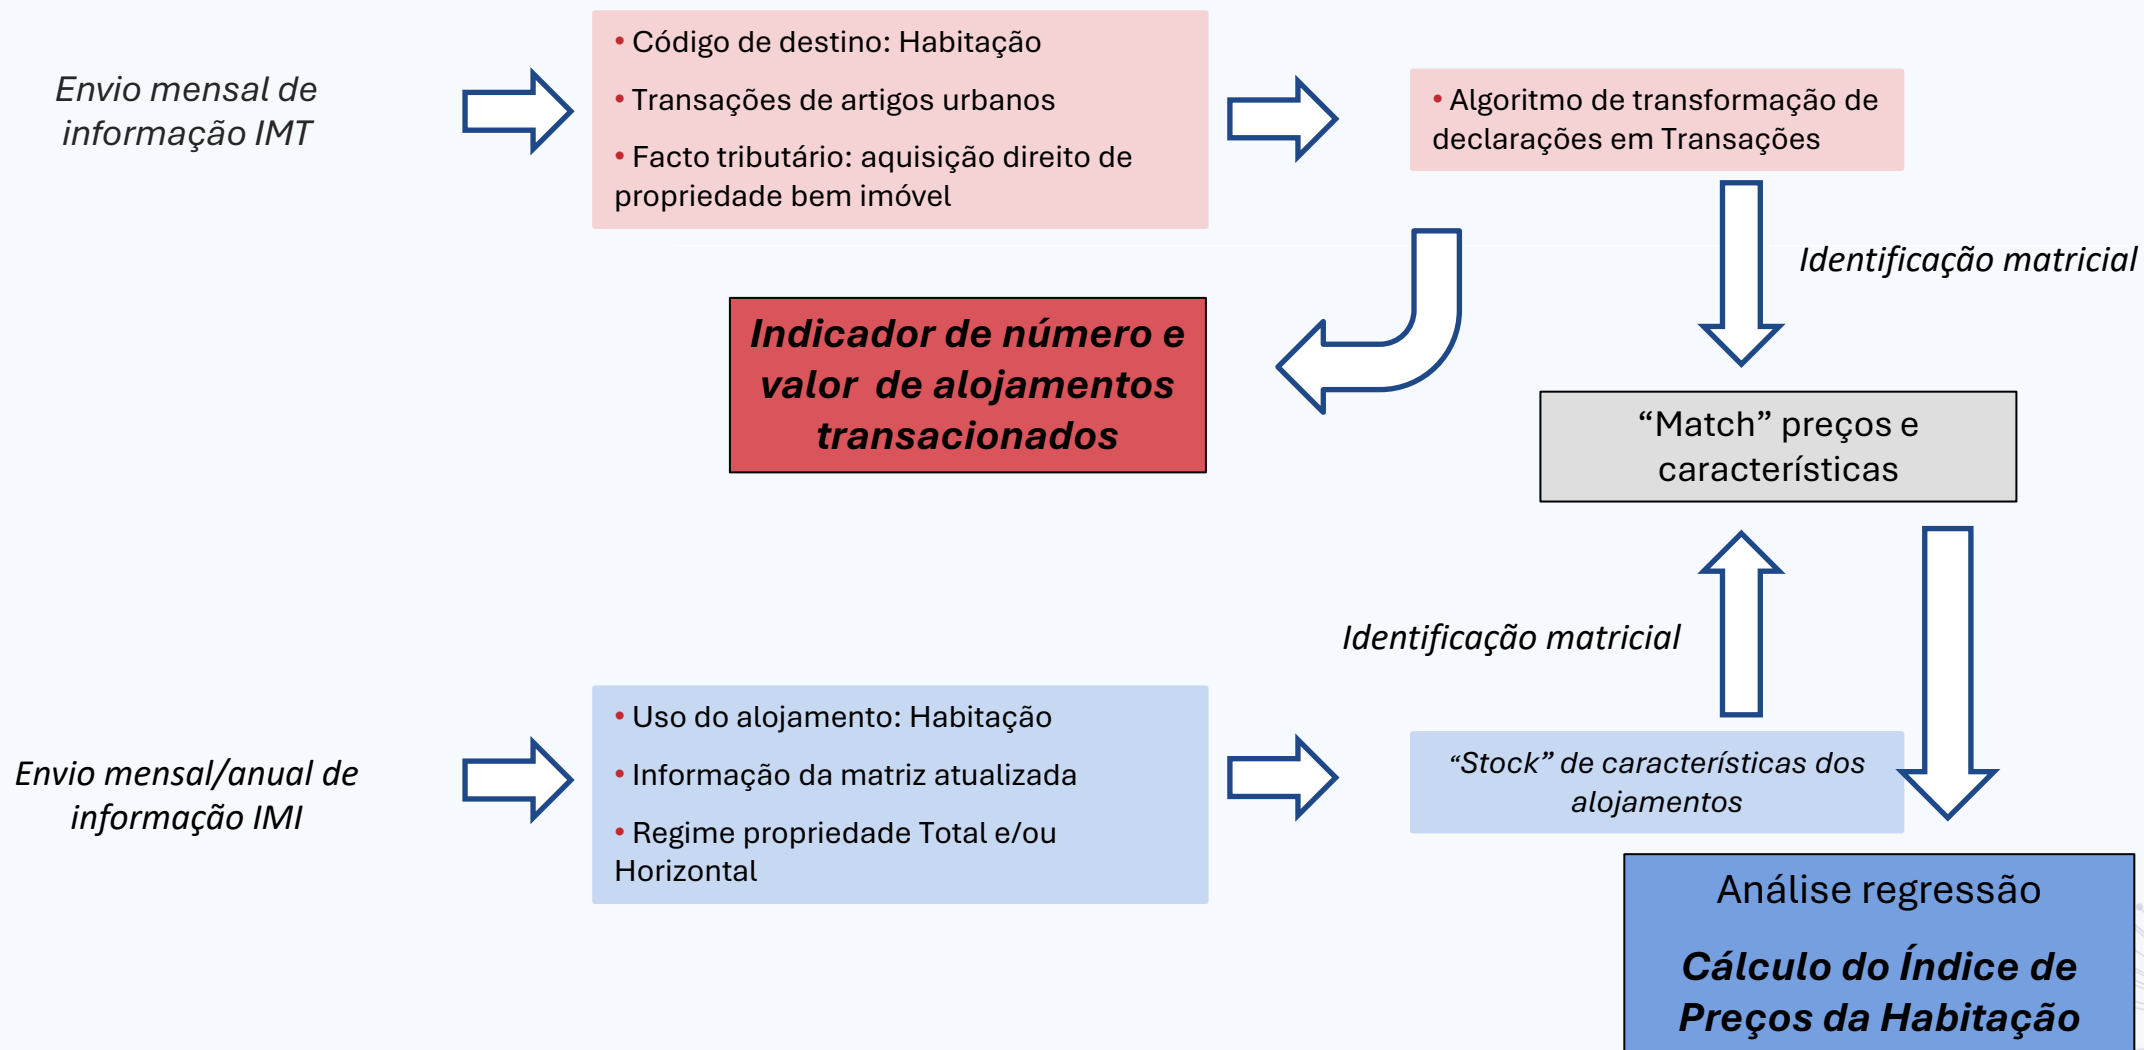 Envio mensal de
informação IMT
• Código de destino: Habitação
• Transações de artigos urbanos
• Facto tributário: aquisição direito de
propriedade bem imóvel
• Algoritmo de transformação de
declarações em Transações
Identificação matricial
Indicador de número e
valor de alojamentos
transacionados
“Match” preços e
características
Identificação matricial
Envio mensal/anual de
informação IMI
• Uso do alojamento: Habitação
• Informação da matriz atualizada
• Regime propriedade Total e/ou
Horizontal
“Stock” de características dos
alojamentos
Análise regressão
Cálculo do Índice de
Preços da Habitação